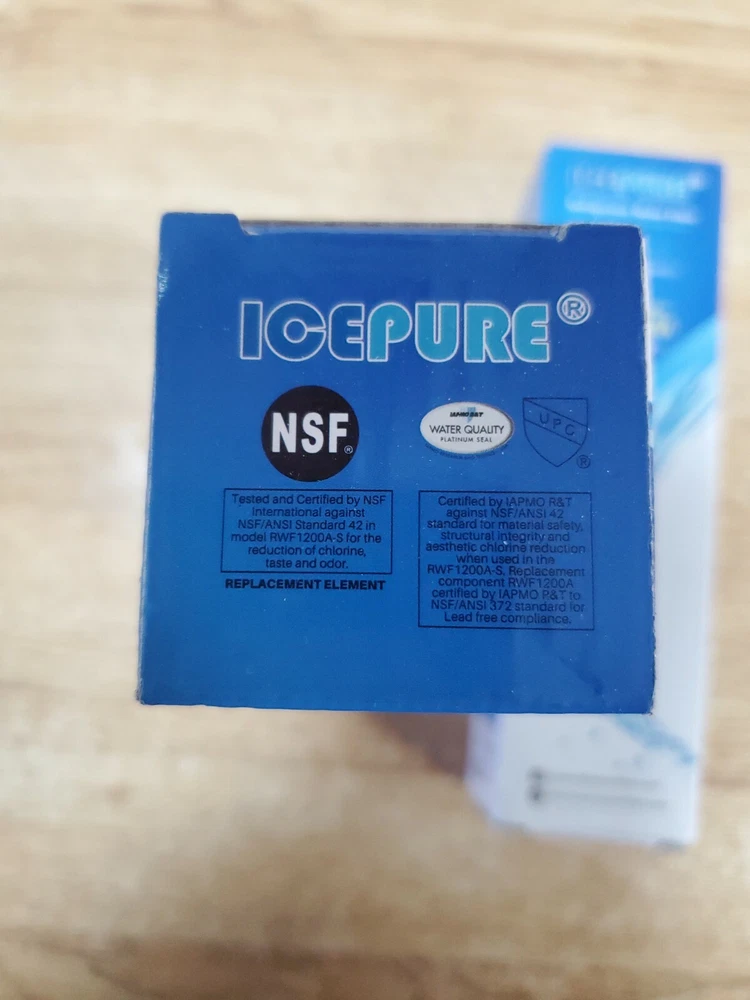 ICEPURE®
NSF®
IAPMO R&T
WATER QUALITY
PLATINUM SEAL
UPC
®
Tested and Certified by NSF
International against
NSF/ANSI Standard 42 in
model RWF1200A-S for the
reduction of chlorine,
taste and odor.
REPLACEMENT ELEMENT
Certified by IAPMO R&T
against NSF/ANSI 42
standard for material safety,
structural integrity and
aesthetic chlorine reduction
when used in the
RWF1200A-S. Replacement
component RWF1200A
certified by IAPMO R&T to
NSF/ANSI 372 standard for
Lead free compliance.
ICEPURE